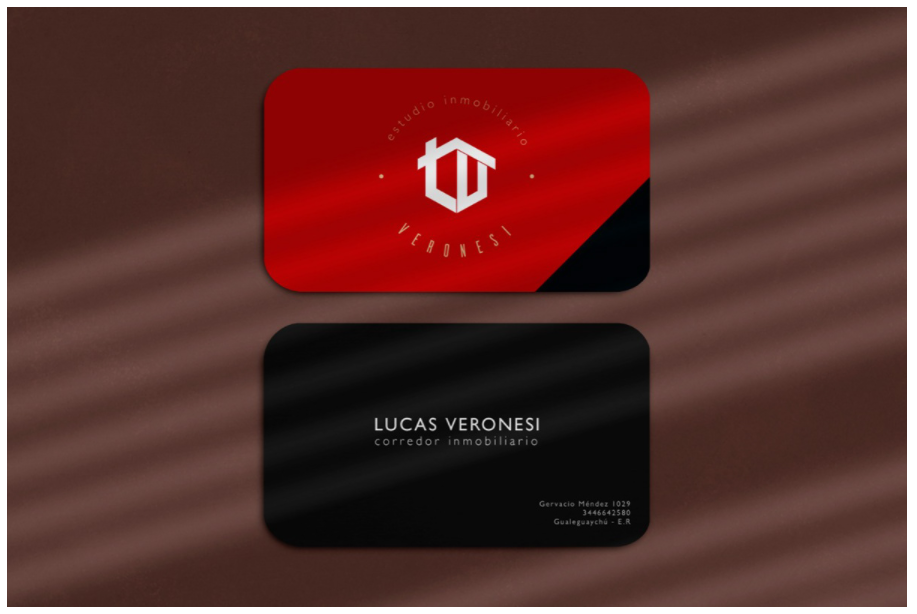 estudio inmobiliario
VERONESI
LUCAS VERONESI
corredor inmobiliario
Gervacio Méndez 1029
3446642580
Gualeguaychú - E.R